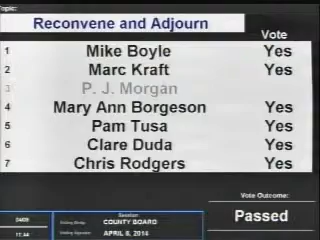 Topic:
Reconvene and Adjourn
Vote
1 Mike Boyle Yes
2 Marc Kraft Yes
3 P. J. Morgan
4 Mary Ann Borgeson Yes
5 Pam Tusa Yes
6 Clare Duda Yes
7 Chris Rodgers Yes
Vote Outcome:
Passed
Session
COUNTY BOARD
APRIL 8, 2014